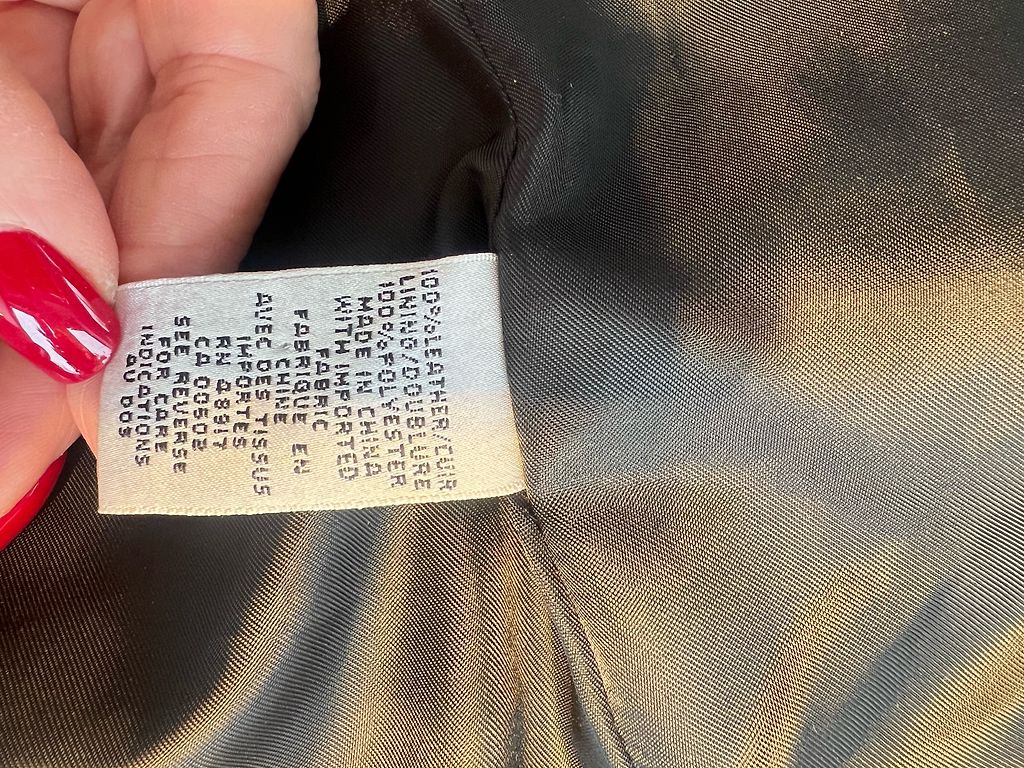 100%LEATHER/CUIR
LINING/DOUBLURE
100%POLYESTER
MADE IN CHINA
WITH IMPORTED
FABRIC
FABRIQUE EN
CHINE
AVEC DES TISSUS
IMPORTES
RN 48917
CA 00502
SEE REVERSE
FOR CARE
INDICATIONS
AU DOS